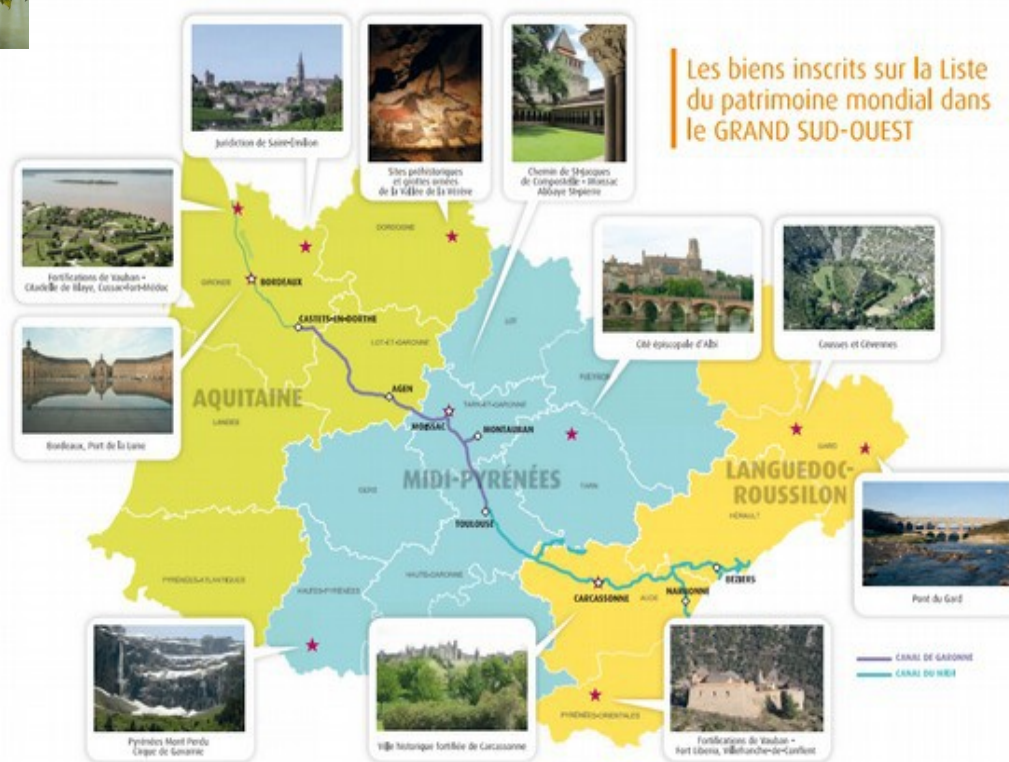 Les biens inscrits sur la Liste
du patrimoine mondial dans
le GRAND SUD-OUEST
Juridiction de Saint-Emilion
Sites préhistoriques
et grottes ornées
de la Vallée de la Vézère
Chemin de St-Jacques
de Compostelle - Moissac
Abbaye St-pierre
Fortifications de Vauban -
Citadelle de Blaye, Cussac-Fort-Médoc
Bordeaux, Port de la Lune
Cité épiscopale d'Albi
Causses et Cévennes
DORDOGNE
GIRONDE
BORDEAUX
CASTETS-EN-DORTHE
LOT
LOT-ET-GARONNE
AVEYRON
AQUITAINE
LANDES
AGEN
TARN-ET-GARONNE
MOISSAC
MONTAUBAN
GARD
MIDI-PYRÉNÉES
LANGUEDOC-
ROUSSILON
GERS
TARN
HÉRAULT
TOULOUSE
PYRÉNÉES-ATLANTIQUES
HAUTES-PYRÉNÉES
HAUTE-GARONNE
CARCASSONNE
AUDE
NARBONNE
BEZIERS
Pont du Gard
CANAL DE GARONNE
CANAL DU MIDI
PYRÉNÉES-ORIENTALES
Pyrénées Mont Perdu
Cirque de Gavarnie
Ville historique fortifiée de Carcassonne
Fortifications de Vauban -
Fort Liberia, Villefranche-de-Conflent